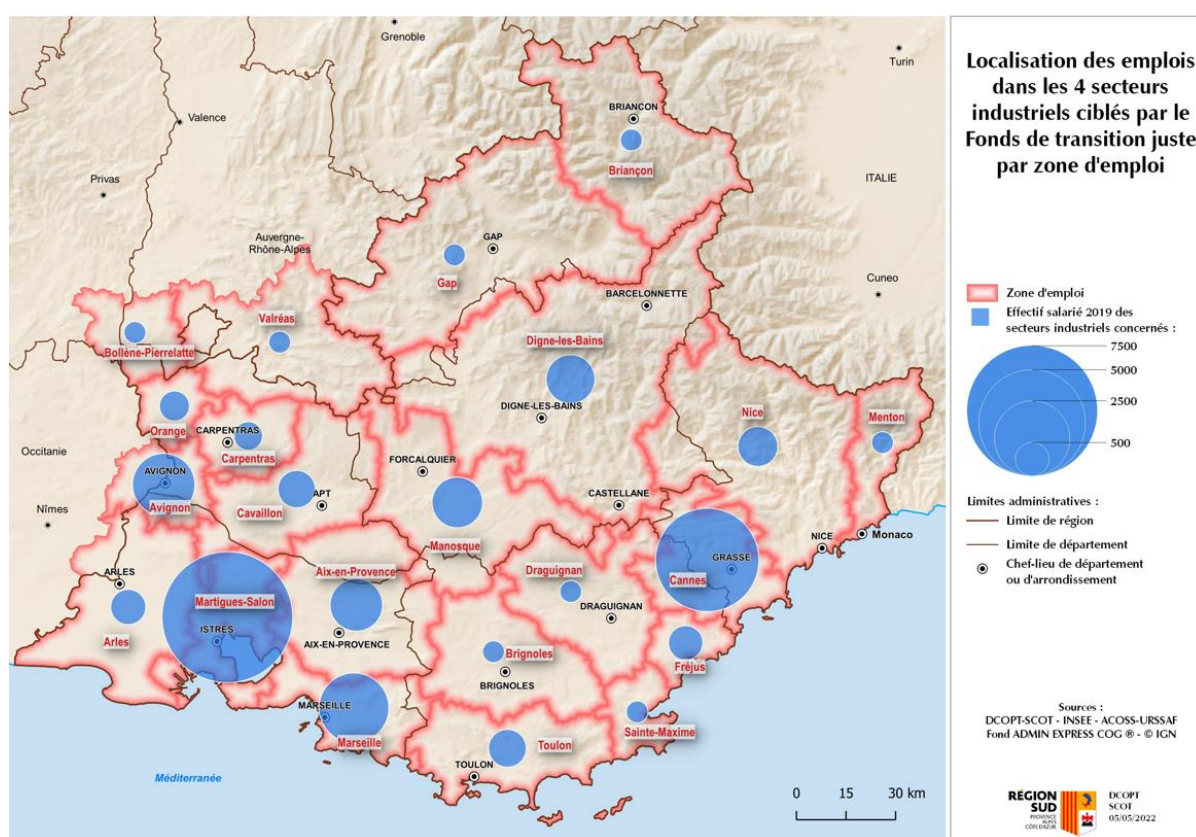 Grenoble
Turin
Valence
BRIANÇON
Briançon
Privas
ITALIE
Auvergne-
Rhône-Alpes
GAP
Gap
Cuneo
BARCELONNETTE
Valréas
Bollène-Pierrelatte
Digne-les-Bains
DIGNE-LES-BAINS
Nice
Menton
Orange
CARPENTRAS
Carpentras
Occitanie
FORCALQUIER
AVIGNON
Avignon
Cavaillon
APT
CASTELLANE
Nîmes
Manosque
NICE
Monaco
ARLES
Arles
Aix-en-Provence
Draguignan
GRASSE
Cannes
Martigues-Salon
DRAGUIGNAN
ISTRES
AIX-EN-PROVENCE
Brignoles
BRIGNOLES
Fréjus
MARSEILLE
Marseille
Sainte-Maxime
Toulon
TOULON
Méditerranée
0 15 30 km
Localisation des emplois
dans les 4 secteurs
industriels ciblés par le
Fonds de transition juste
par zone d'emploi
Zone d'emploi
Effectif salarié 2019 des
secteurs industriels concernés :
7500
5000
2500
500
Limites administratives :
Limite de région
Limite de département
Chef-lieu de département
ou d'arrondissement
Sources :
DCOPT-SCOT - INSEE - ACOSS-URSSAF
Fond ADMIN EXPRESS COG ® - © IGN
RÉGION
SUD
PROVENCE
ALPES
CÔTE D'AZUR
DCOPT
SCOT
05/05/2022